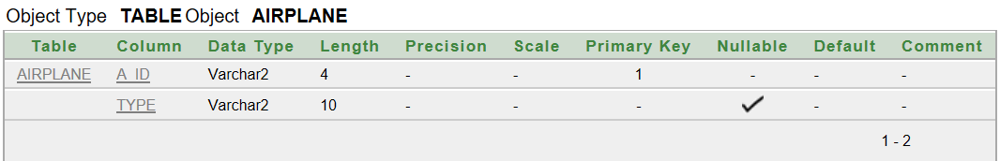 Object Type TABLE Object AIRPLANE
Table Column Data Type Length Precision Scale Primary Key Nullable Default Comment
AIRPLANE A_ID Varchar2 4 - - 1 - - -
TYPE Varchar2 10 - - - ✓ - -
1 - 2